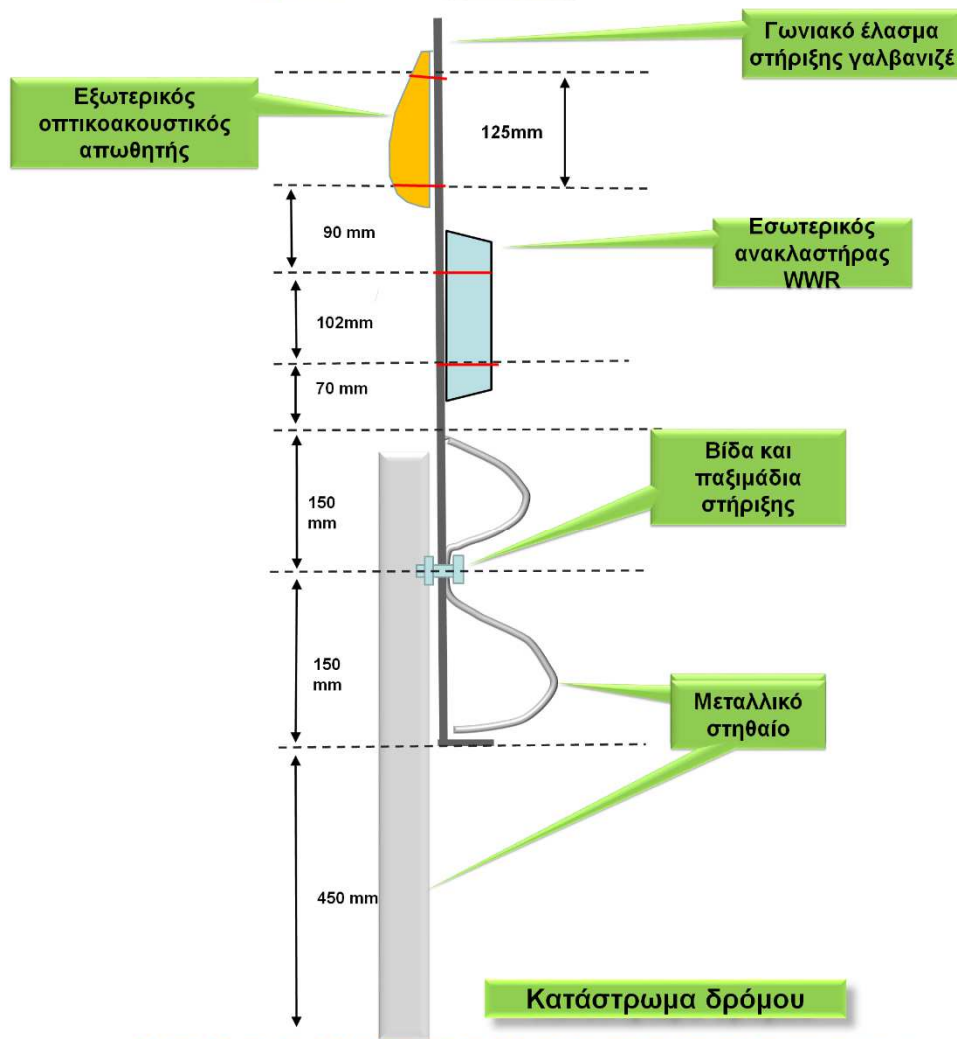 Γωνιακό έλασμα
στήριξης γαλβανιζέ
Εξωτερικός
οπτικοακουστικός
απωθητής
125mm
90 mm
Εσωτερικός
ανακλαστήρας
WWR
102mm
70 mm
Βίδα και
παξιμάδια
στήριξης
150
mm
150
mm
Μεταλλικό
στηθαίο
450 mm
Κατάστρωμα δρόμου